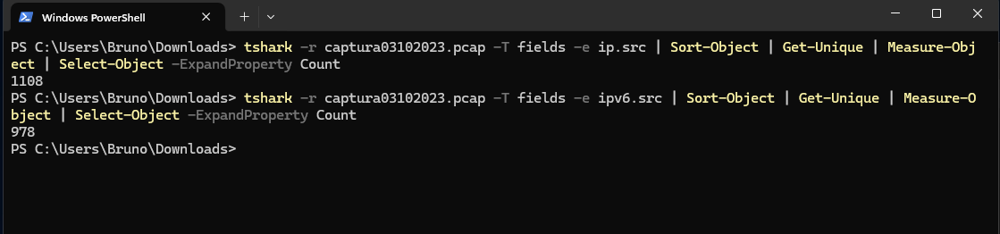 Windows PowerShell
PS C:\Users\Bruno\Downloads> tshark -r captura03102023.pcap -T fields -e ip.src | Sort-Object | Get-Unique | Measure-Obj
ect | Select-Object -ExpandProperty Count
1108
PS C:\Users\Bruno\Downloads> tshark -r captura03102023.pcap -T fields -e ipv6.src | Sort-Object | Get-Unique | Measure-O
bject | Select-Object -ExpandProperty Count
978
PS C:\Users\Bruno\Downloads>